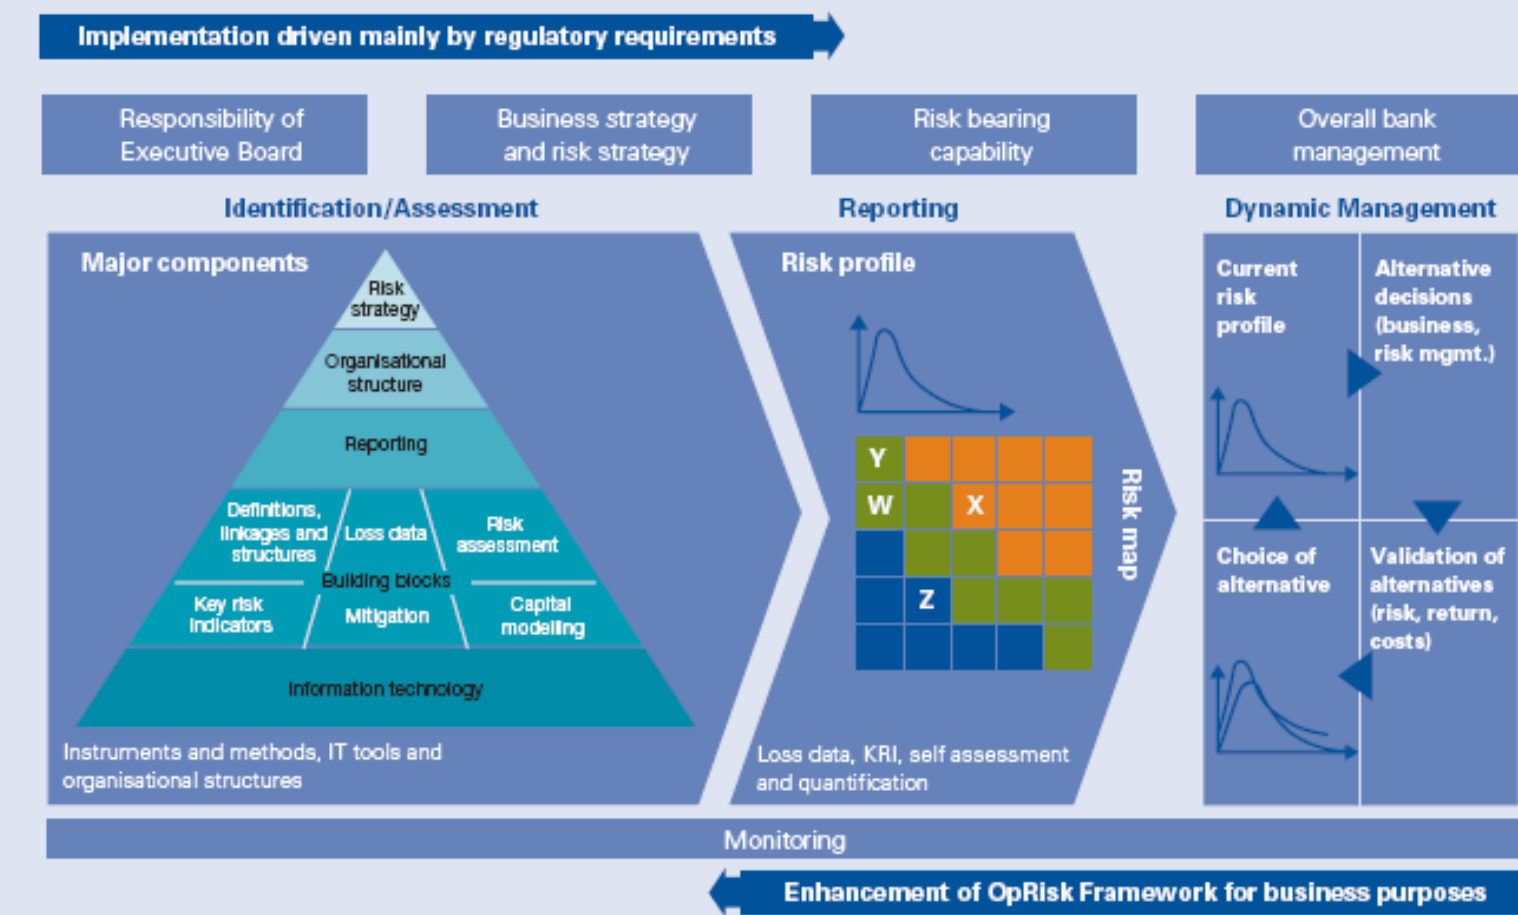 Implementation driven mainly by regulatory requirements
Responsibility of
Executive Board
Business strategy
and risk strategy
Risk bearing
capability
Overall bank
management
Identification/Assessment
Reporting
Dynamic Management
Major components
Risk
strategy
Organisational
structure
Reporting
Definitions,
linkages and
structures
Loss data
Risk
assessment
Building blocks
Key risk
indicators
Mitigation
Capital
modelling
Information technology
Instruments and methods, IT tools and
organisational structures
Risk profile
Y
W
X
Z
Risk map
Loss data, KRI, self assessment
and quantification
Current
risk
profile
Alternative
decisions
(business,
risk mgmt.)
Choice of
alternative
Validation of
alternatives
(risk, return,
costs)
Monitoring
Enhancement of OpRisk Framework for business purposes